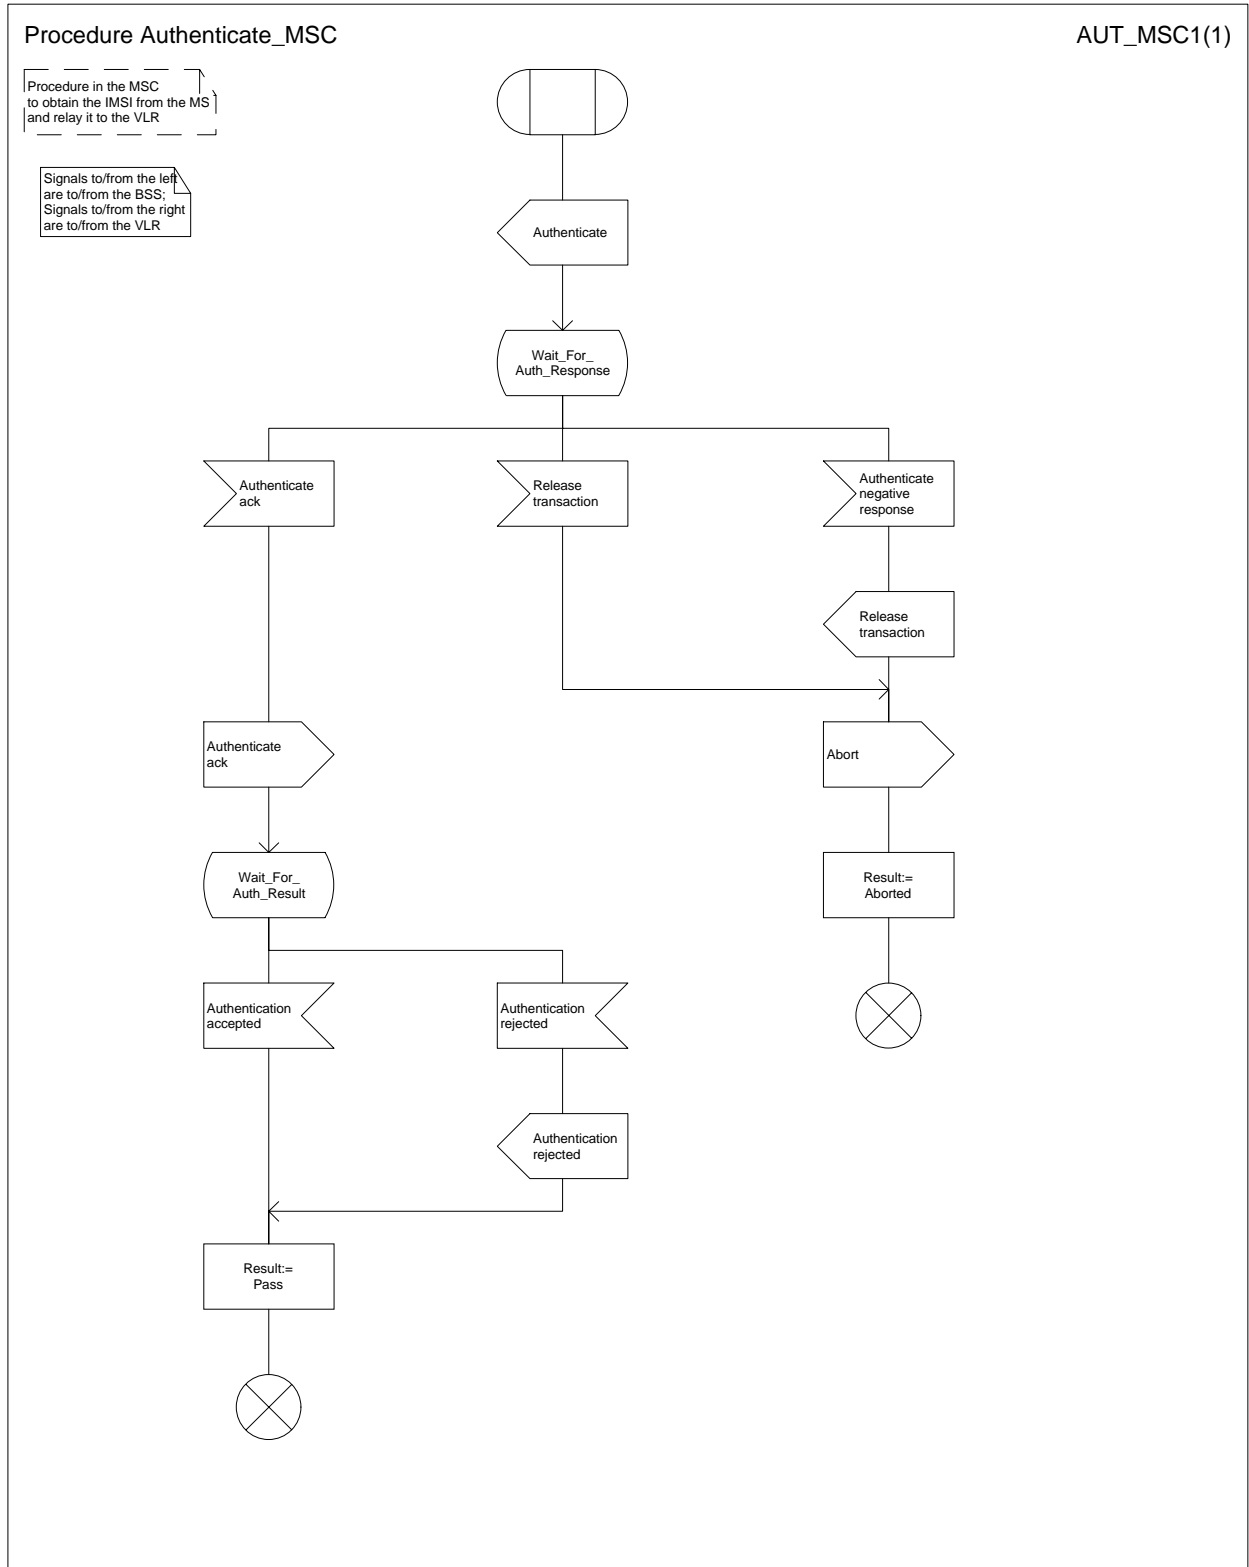 Procedure Authenticate_MSC
AUT_MSC1(1)
Procedure in the MSC
to obtain the IMSI from the MS
and relay it to the VLR
Signals to/from the left
are to/from the BSS;
Signals to/from the right
are to/from the VLR
Authenticate
Wait_For_
Auth_Response
Authenticate
ack
Release
transaction
Authenticate
negative
response
Release
transaction
Authenticate
ack
Abort
Wait_For_
Auth_Result
Result:=
Aborted
Authentication
accepted
Authentication
rejected
Authentication
rejected
Result:=
Pass